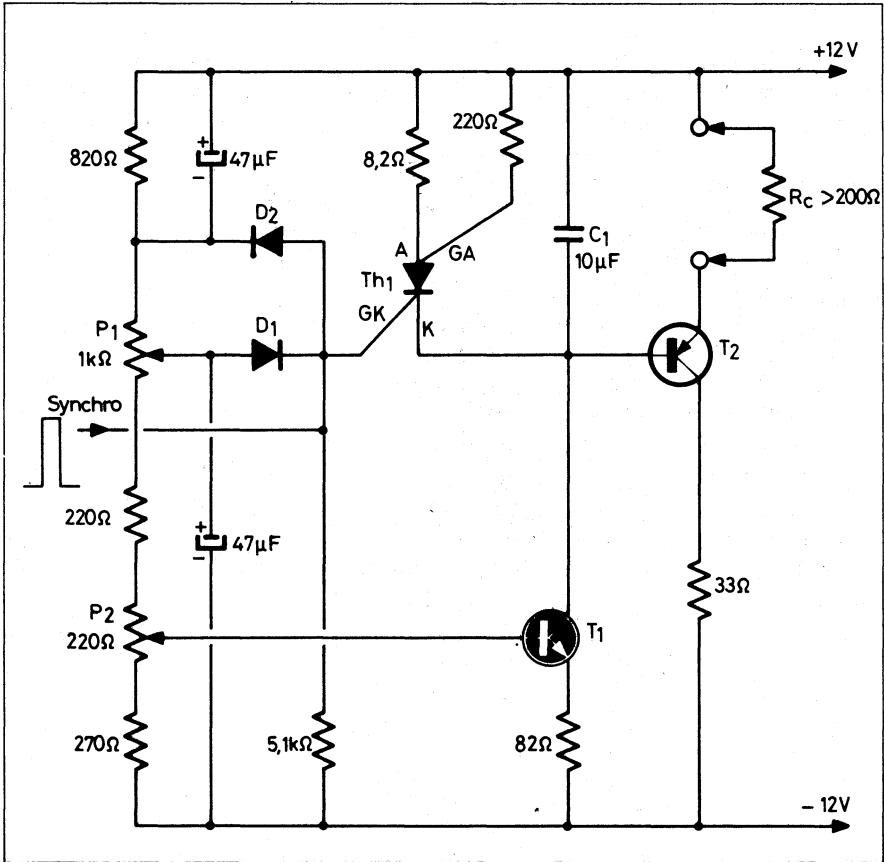 +12V
220Ω
820Ω
+
47µF
-
8,2Ω
Rc >200Ω
D2
A
GA
C1
10µF
Th1
GK
K
P1
1kΩ
D1
T2
Synchro
220Ω
+
47µF
-
33Ω
P2
220Ω
T1
270Ω
5,1kΩ
82Ω
-12V